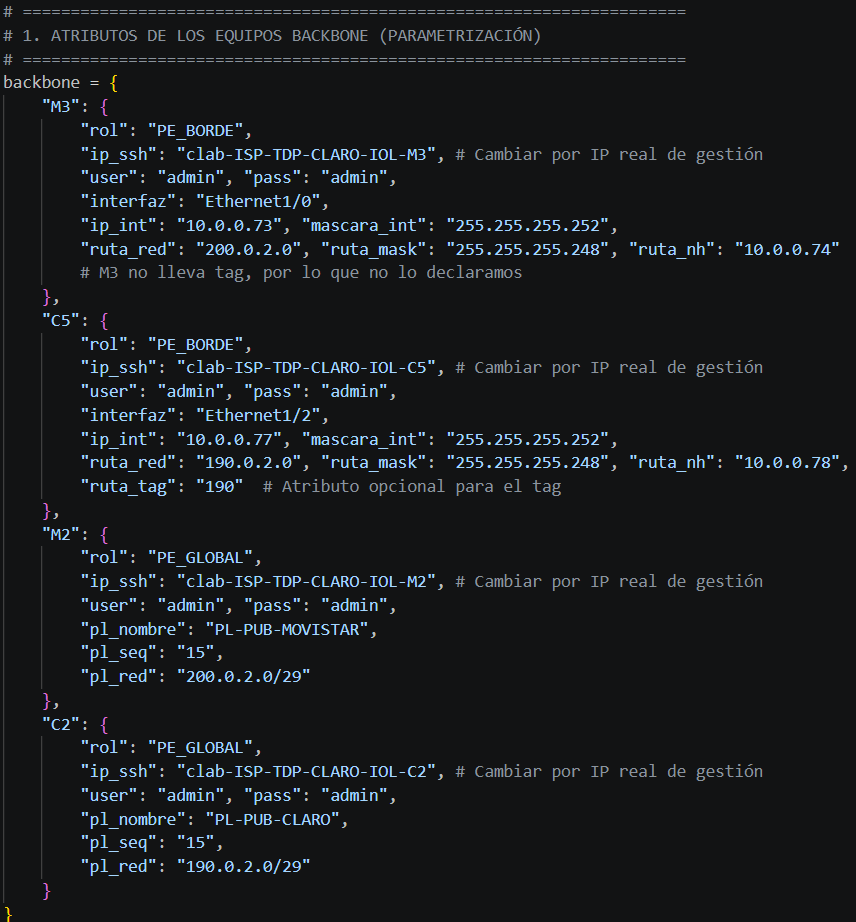 # =====================================================================
# 1. ATRIBUTOS DE LOS EQUIPOS BACKBONE (PARAMETRIZACIÓN)
# =====================================================================
backbone = {
    "M3": {
        "rol": "PE_BORDE",
        "ip_ssh": "clab-ISP-TDP-CLARO-IOL-M3", # Cambiar por IP real de gestión
        "user": "admin", "pass": "admin",
        "interfaz": "Ethernet1/0",
        "ip_int": "10.0.0.73", "mascara_int": "255.255.255.252",
        "ruta_red": "200.0.2.0", "ruta_mask": "255.255.255.248", "ruta_nh": "10.0.0.74"
        # M3 no lleva tag, por lo que no lo declaramos
    },
    "C5": {
        "rol": "PE_BORDE",
        "ip_ssh": "clab-ISP-TDP-CLARO-IOL-C5", # Cambiar por IP real de gestión
        "user": "admin", "pass": "admin",
        "interfaz": "Ethernet1/2",
        "ip_int": "10.0.0.77", "mascara_int": "255.255.255.252",
        "ruta_red": "190.0.2.0", "ruta_mask": "255.255.255.248", "ruta_nh": "10.0.0.78",
        "ruta_tag": "190"  # Atributo opcional para el tag
    },
    "M2": {
        "rol": "PE_GLOBAL",
        "ip_ssh": "clab-ISP-TDP-CLARO-IOL-M2", # Cambiar por IP real de gestión
        "user": "admin", "pass": "admin",
        "pl_nombre": "PL-PUB-MOVISTAR",
        "pl_seq": "15",
        "pl_red": "200.0.2.0/29"
    },
    "C2": {
        "rol": "PE_GLOBAL",
        "ip_ssh": "clab-ISP-TDP-CLARO-IOL-C2", # Cambiar por IP real de gestión
        "user": "admin", "pass": "admin",
        "pl_nombre": "PL-PUB-CLARO",
        "pl_seq": "15",
        "pl_red": "190.0.2.0/29"
    }
}